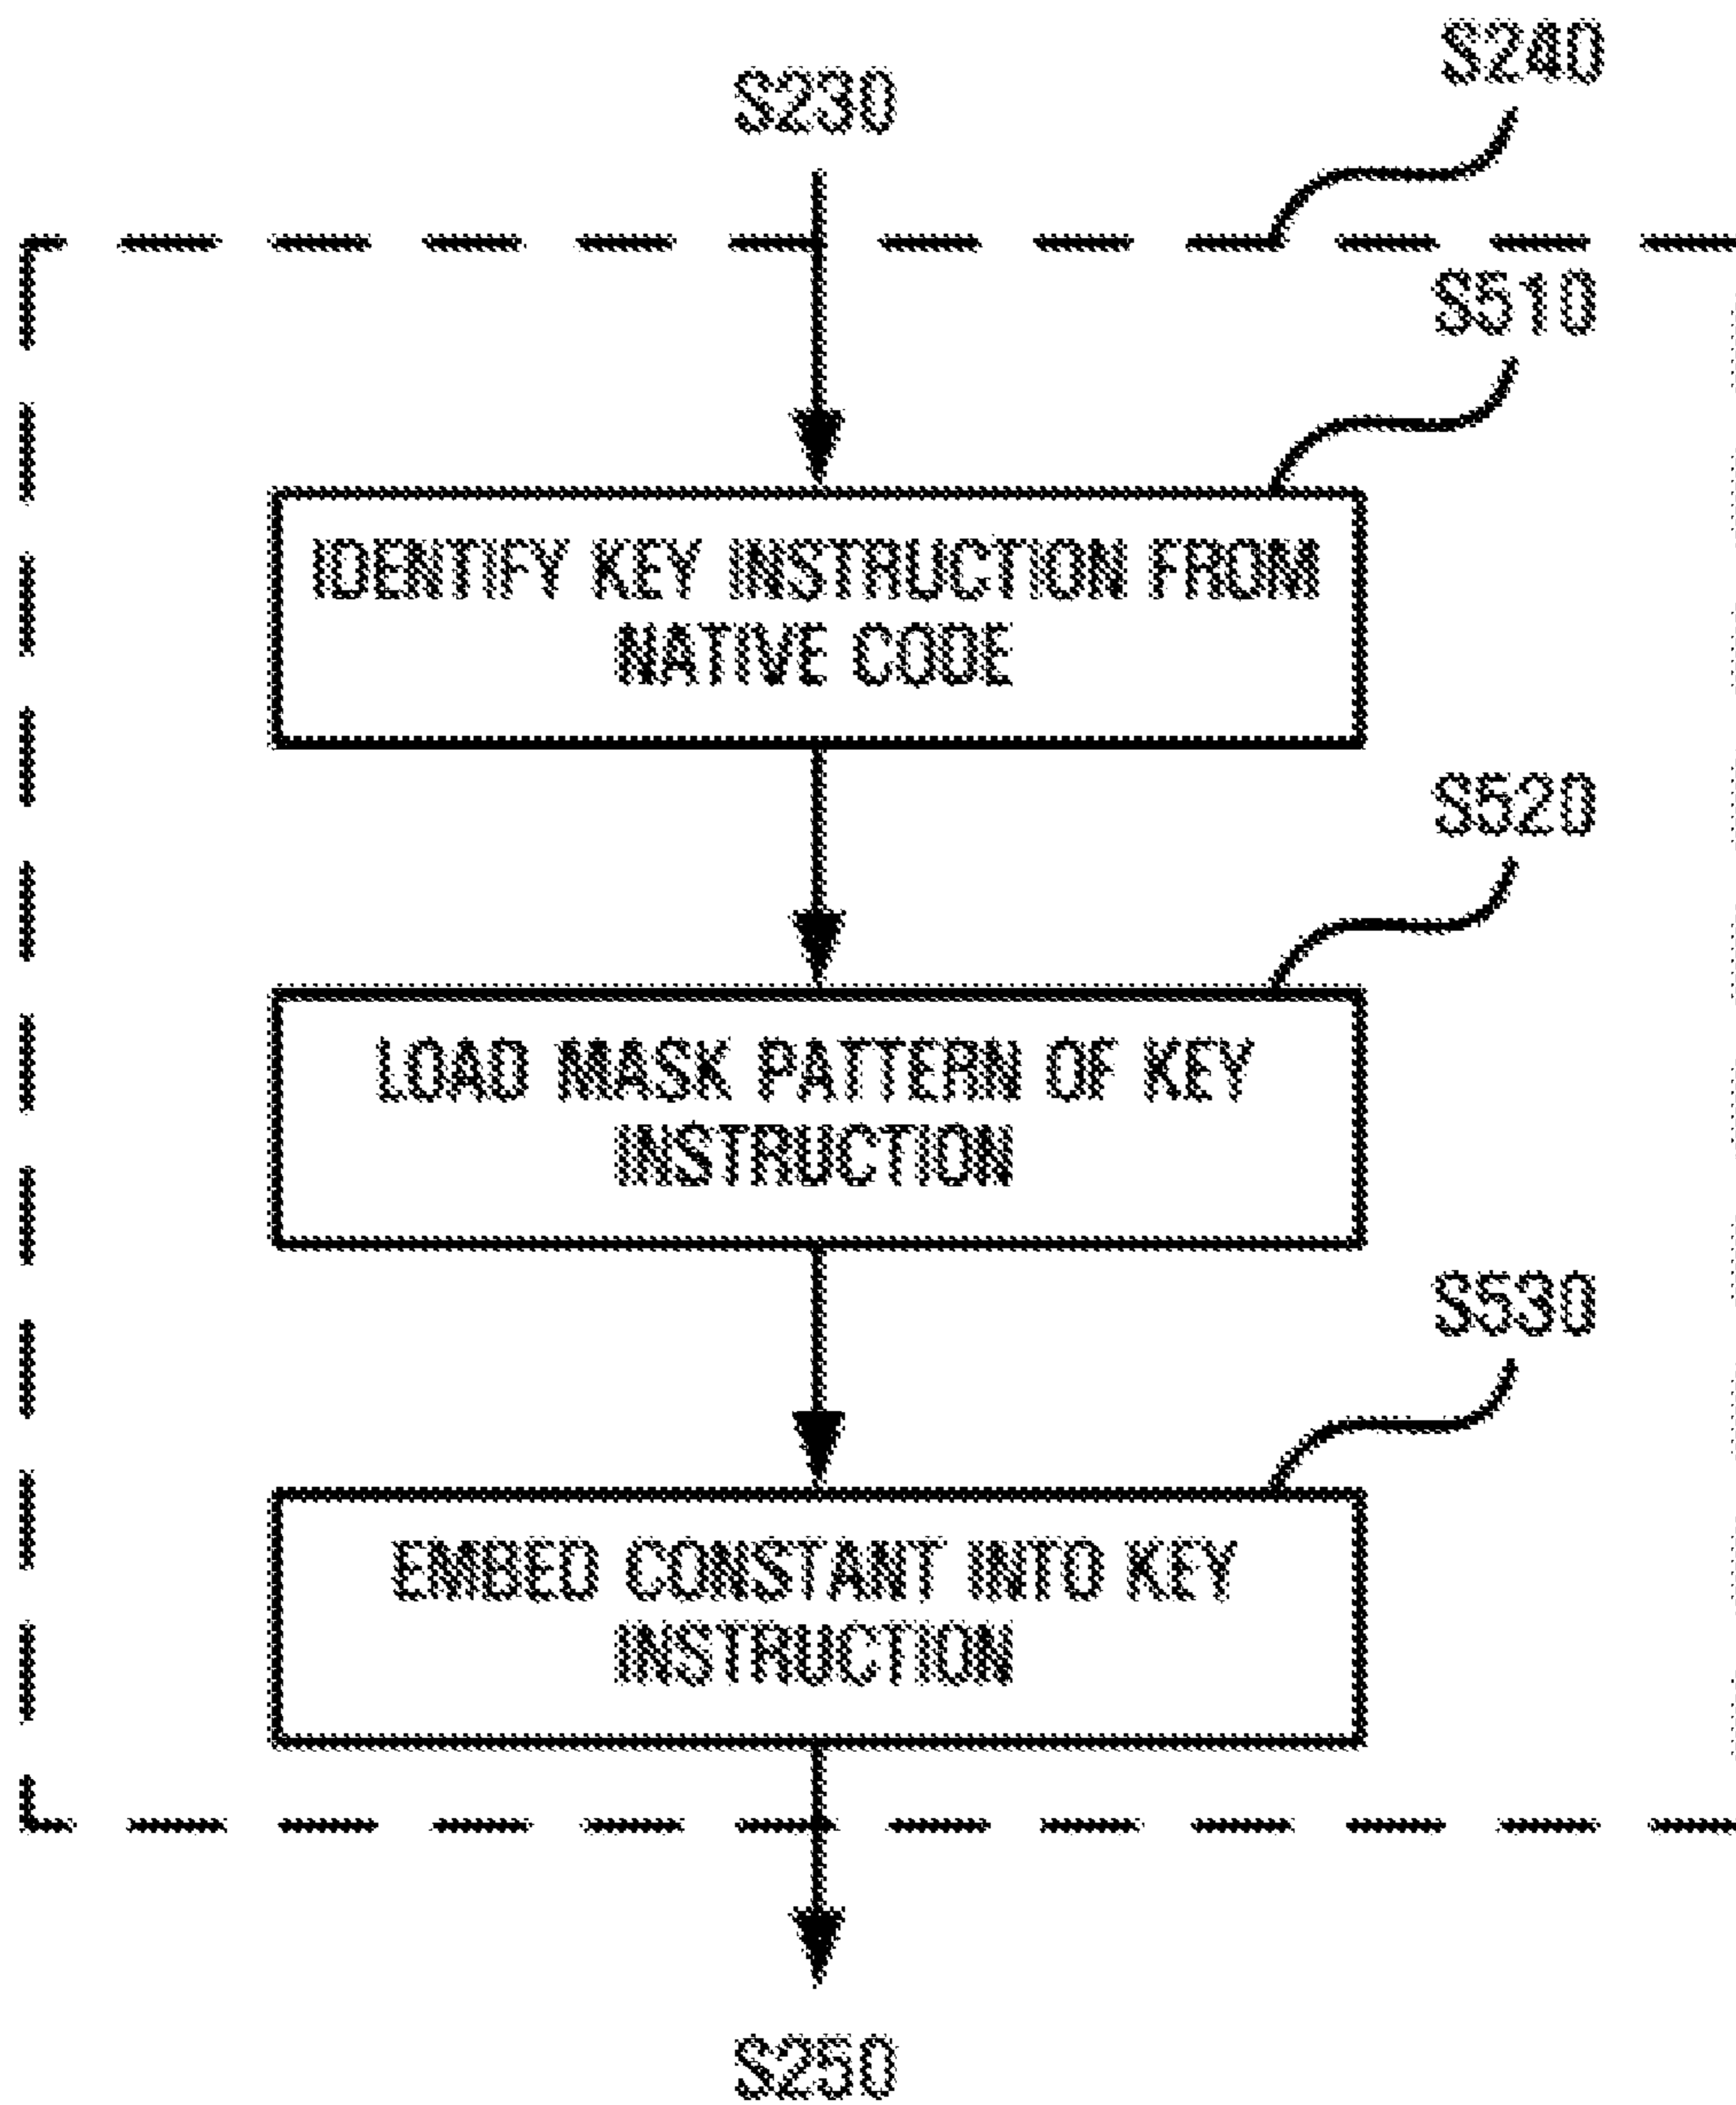 S240
S230
S510
IDENTIFY KEY INSTRUCTION FROM
NATIVE CODE
S520
LOAD MASK PATTERN OF KEY
INSTRUCTION
S530
EMBED CONSTANT INTO KEY
INSTRUCTION
S250